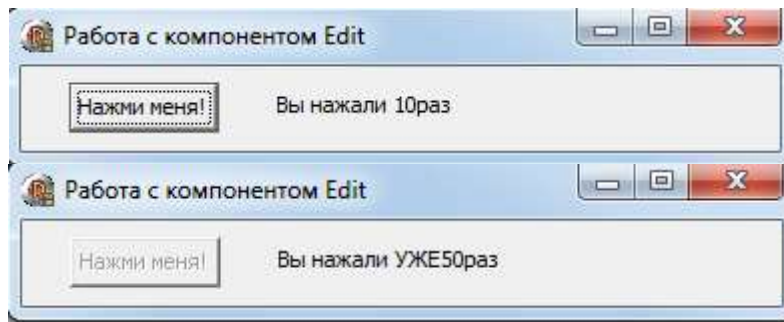 Работа с компонентом Edit
Нажми меня! Вы нажали 10раз
Работа с компонентом Edit
Нажми меня! Вы нажали УЖЕ50раз